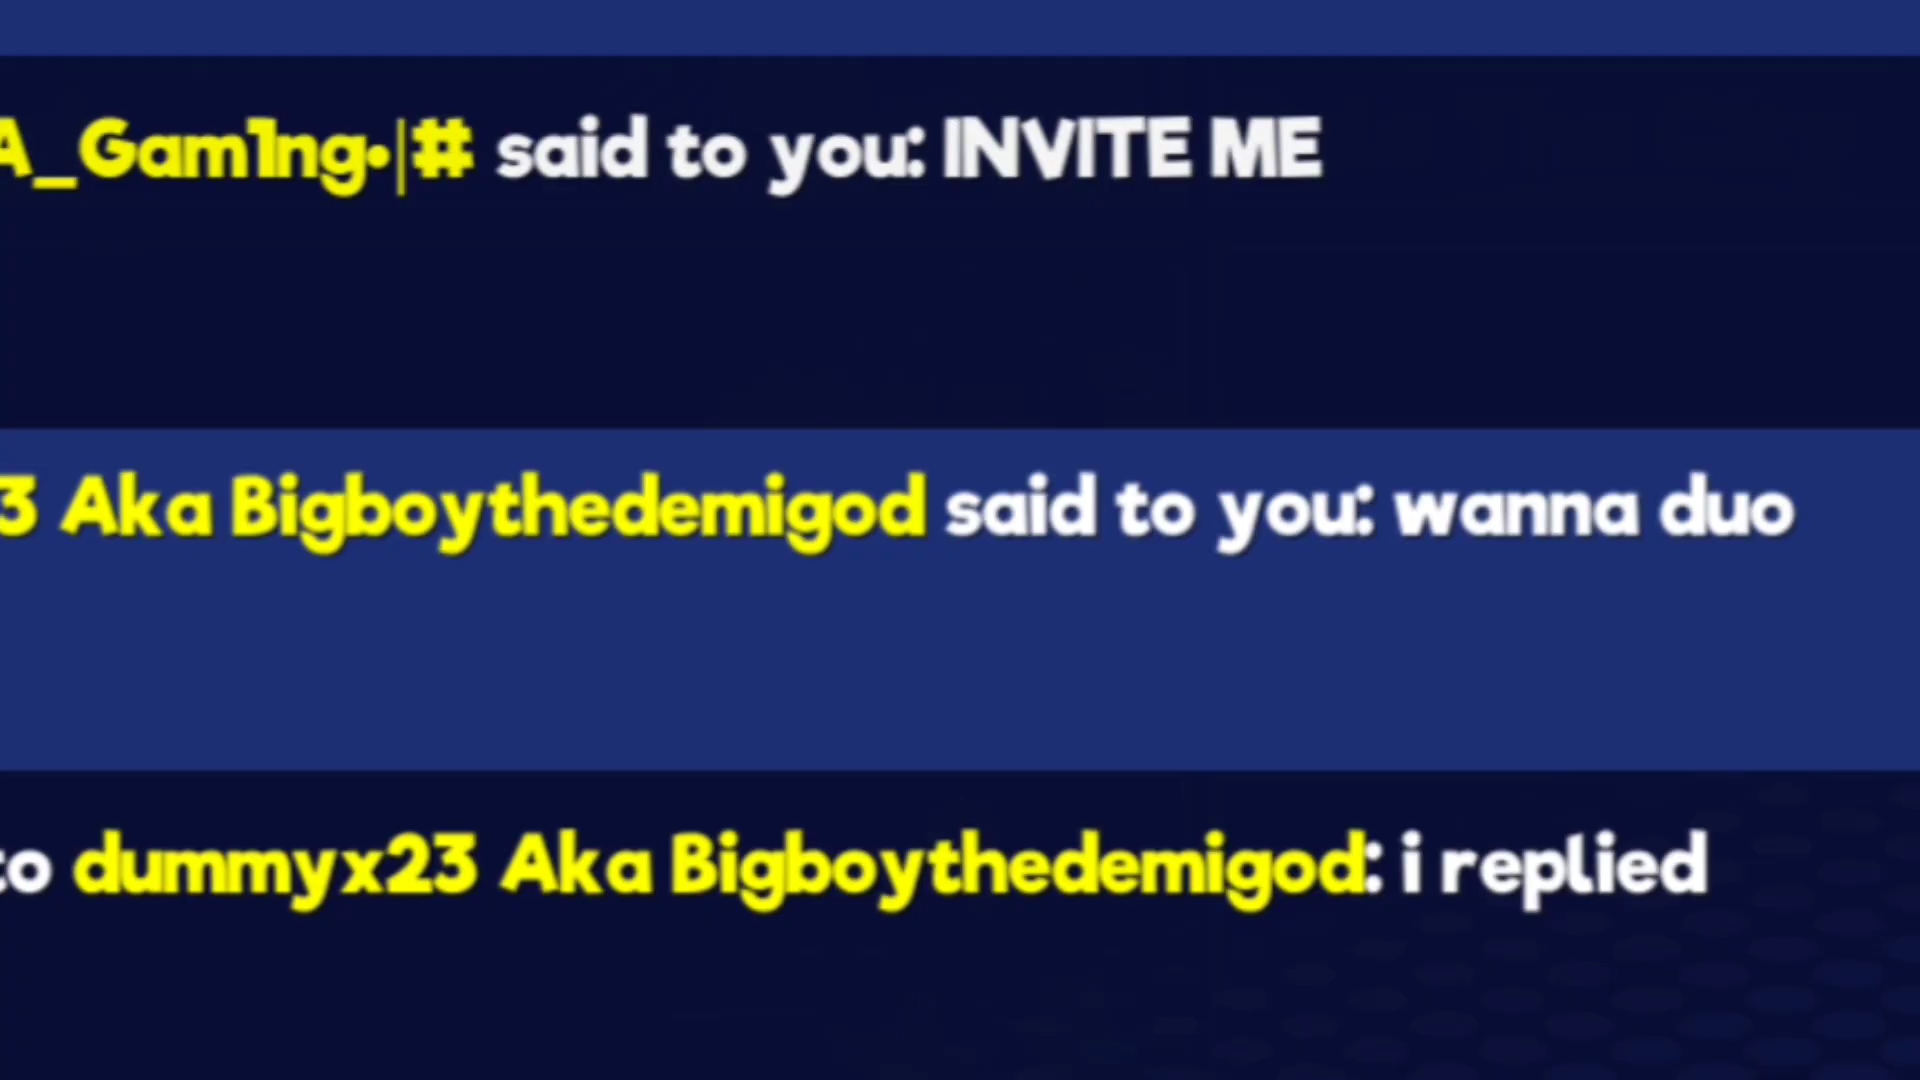 A_Gam1ng•|# said to you: INVITE ME
3 Aka Bigboythedemigod said to you: wanna duo
to dummyx23 Aka Bigboythedemigod: i replied